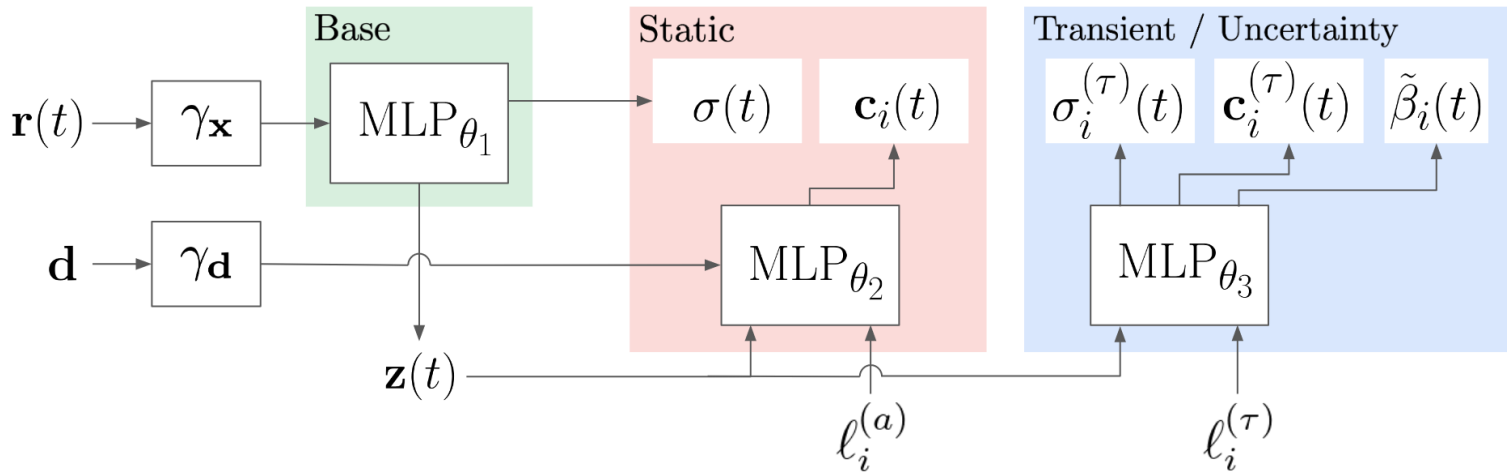 Base
Static
Transient / Uncertainty
r(t)
γ_x
MLP_θ₁
σ(t)
c_i(t)
σ_i^(τ)(t)
c_i^(τ)(t)
β̃_i(t)
d
γ_d
MLP_θ₂
MLP_θ₃
z(t)
ℓ_i^(a)
ℓ_i^(τ)